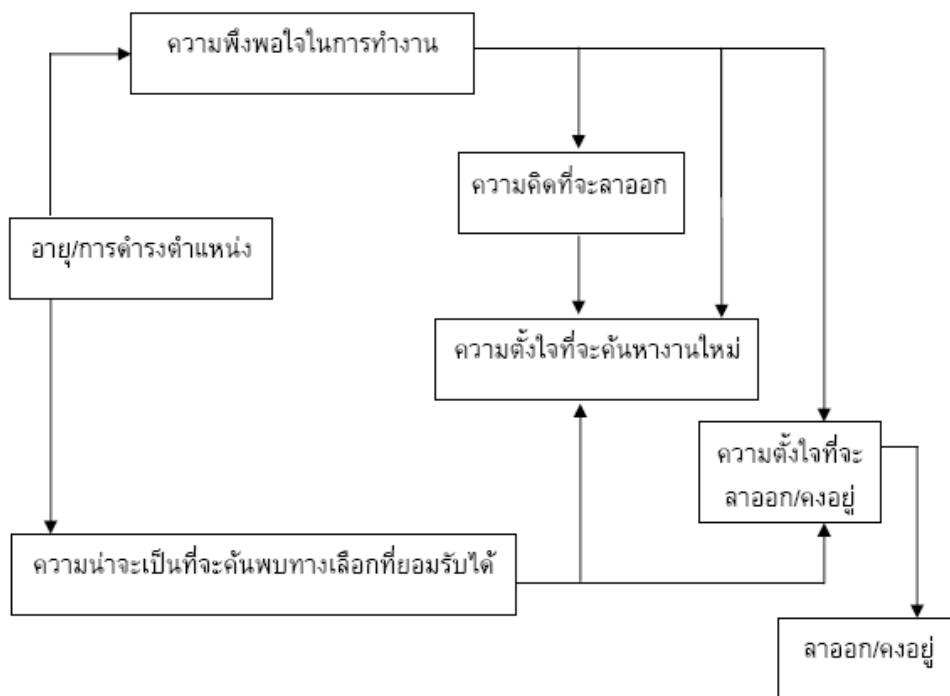 ความพึงพอใจในการทำงาน
ความคิดที่จะลาออก
อายุ/การดำรงตำแหน่ง
ความตั้งใจที่จะค้นหางานใหม่
ความตั้งใจที่จะ
ลาออก/คงอยู่
ความน่าจะเป็นที่จะค้นพบทางเลือกที่ยอมรับได้
ลาออก/คงอยู่